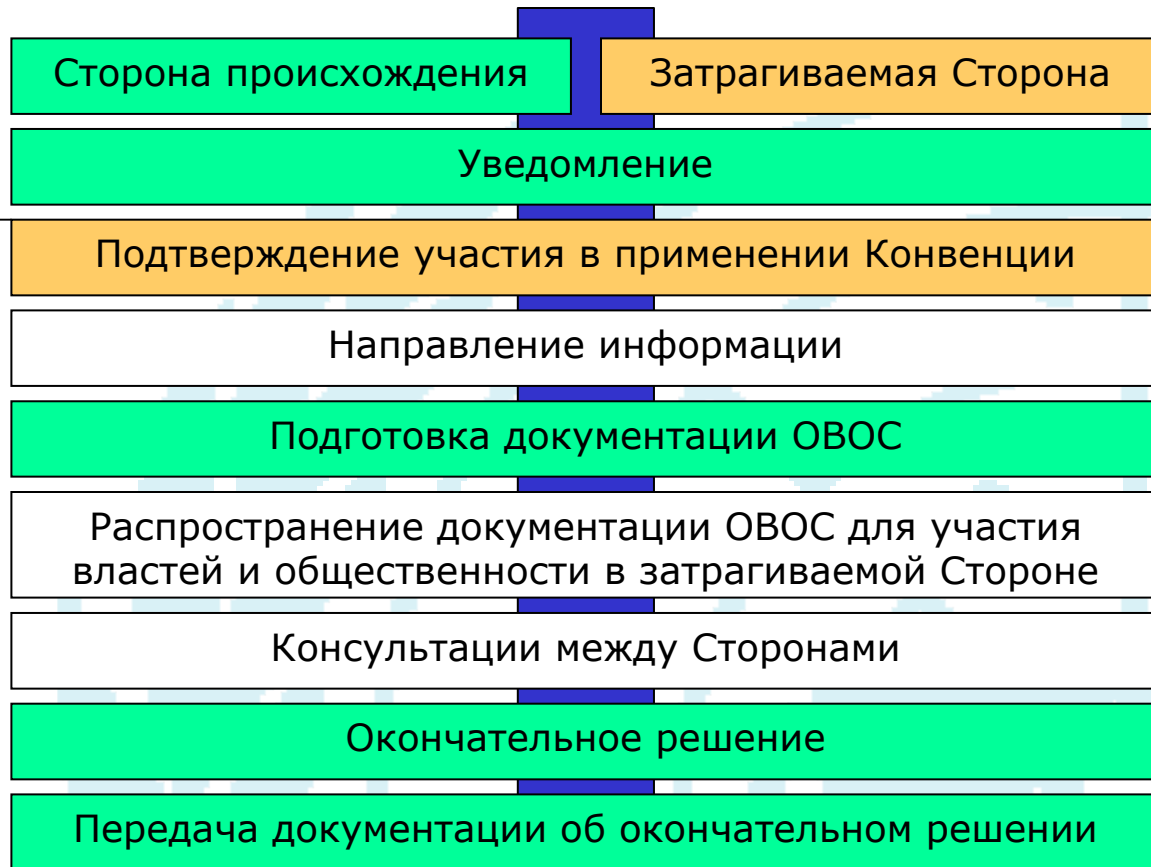 Сторона происхождения
Затрагиваемая Сторона
Уведомление
Подтверждение участия в применении Конвенции
Направление информации
Подготовка документации ОВОС
Распространение документации ОВОС для участия
властей и общественности в затрагиваемой Стороне
Консультации между Сторонами
Окончательное решение
Передача документации об окончательном решении